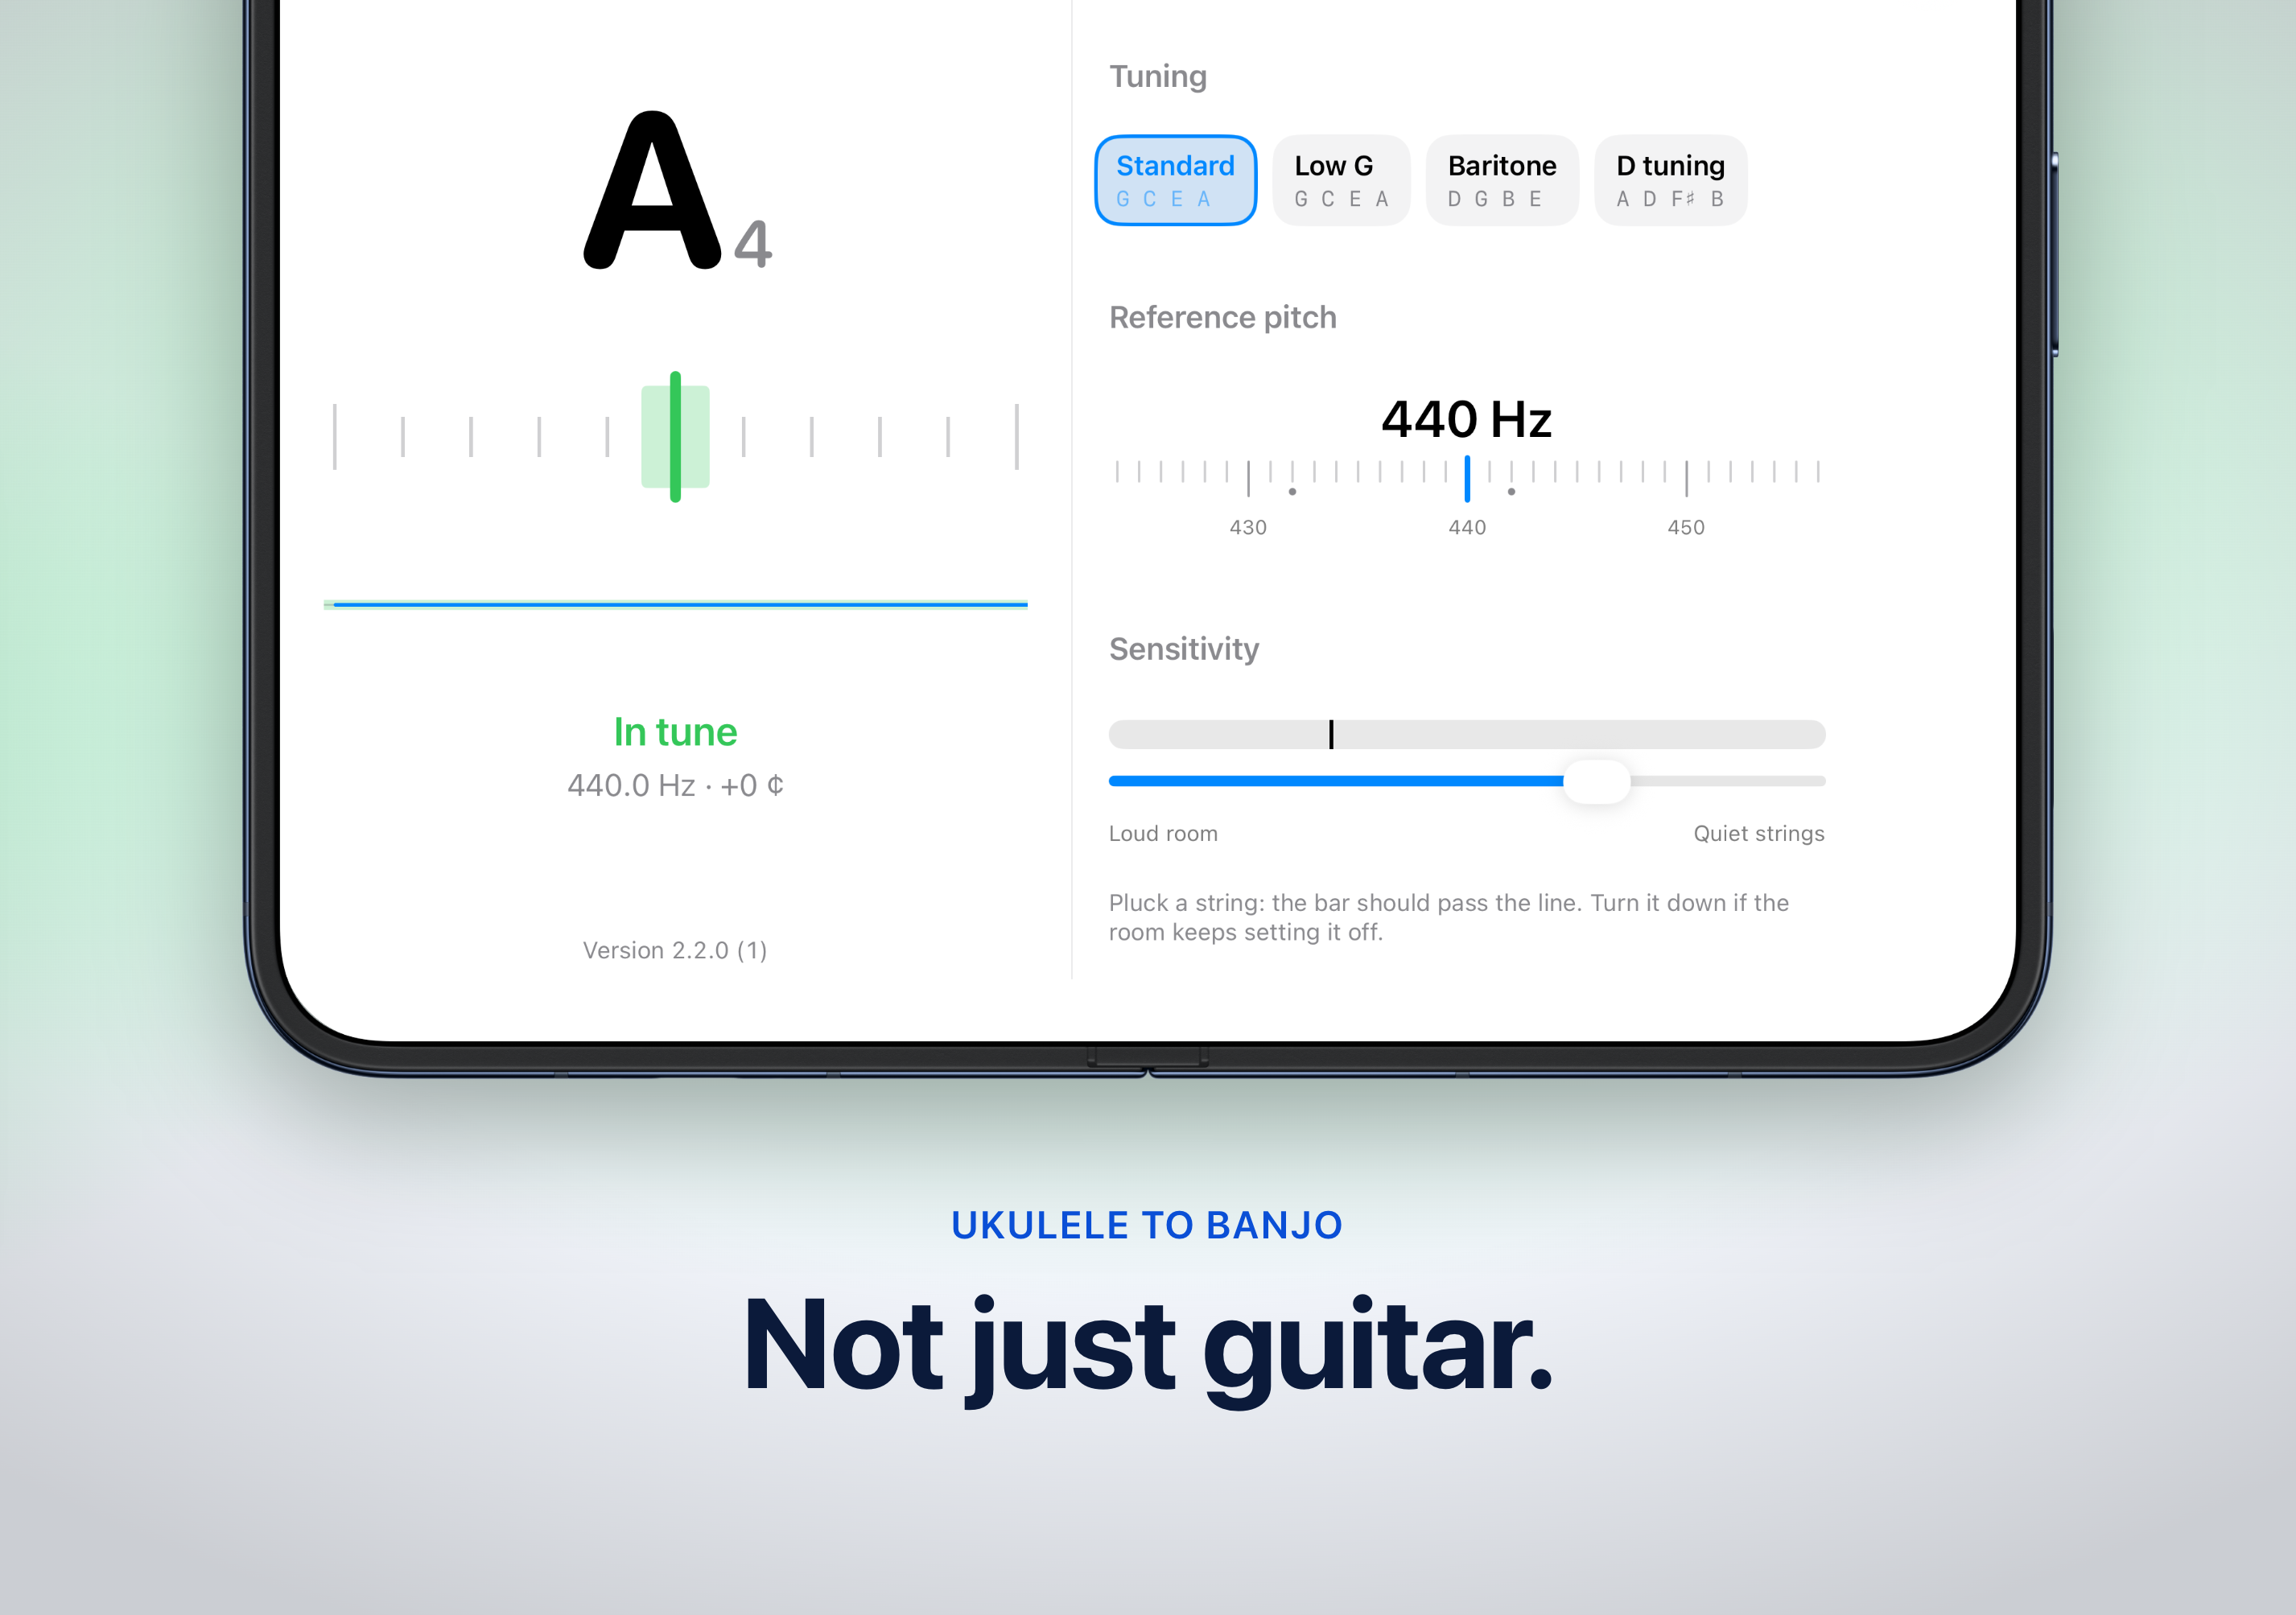 A4
In tune
440.0 Hz · +0 ¢
Version 2.2.0 (1)
Tuning
Standard
G C E A
Low G
G C E A
Baritone
D G B E
D tuning
A D F♯ B
Reference pitch
440 Hz
430 440 450
Sensitivity
Loud room Quiet strings
Pluck a string: the bar should pass the line. Turn it down if the
room keeps setting it off.
UKULELE TO BANJO
Not just guitar.